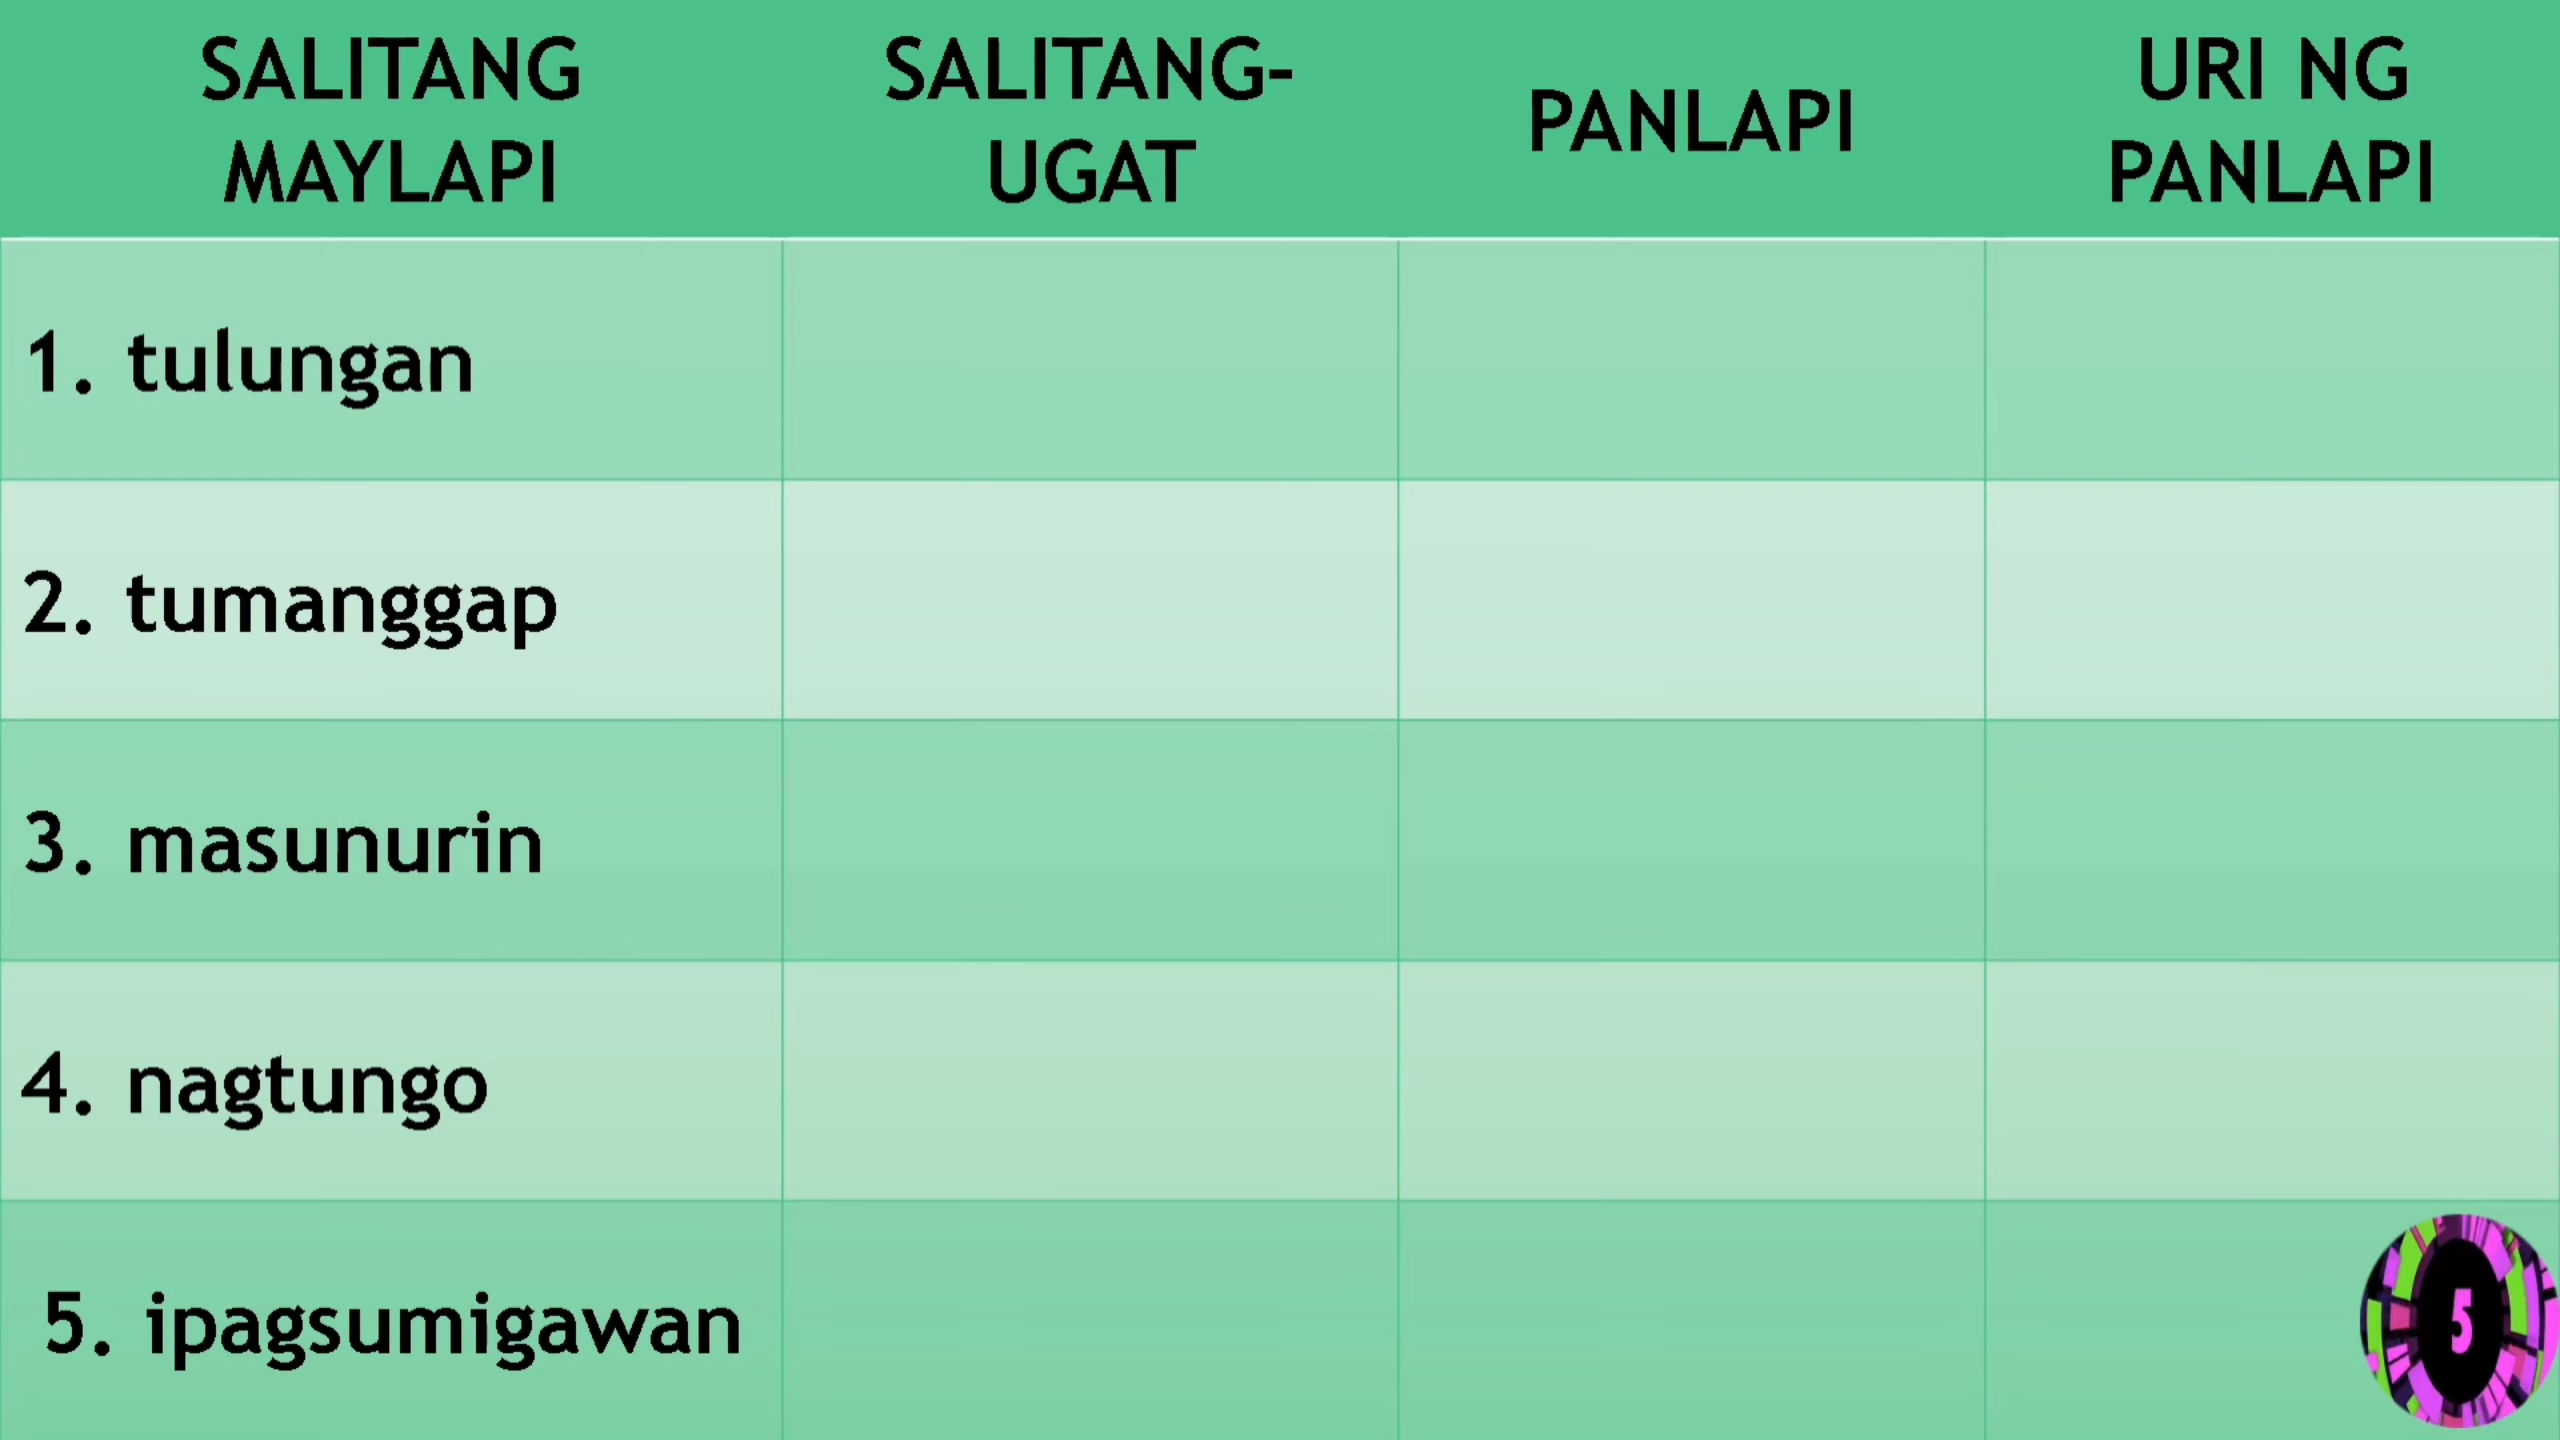 SALITANG
MAYLAPI
SALITANG-
UGAT
PANLAPI
URI NG
PANLAPI
1. tulungan
2. tumanggap
3. masunurin
4. nagtungo
5. ipagsumigawan
5